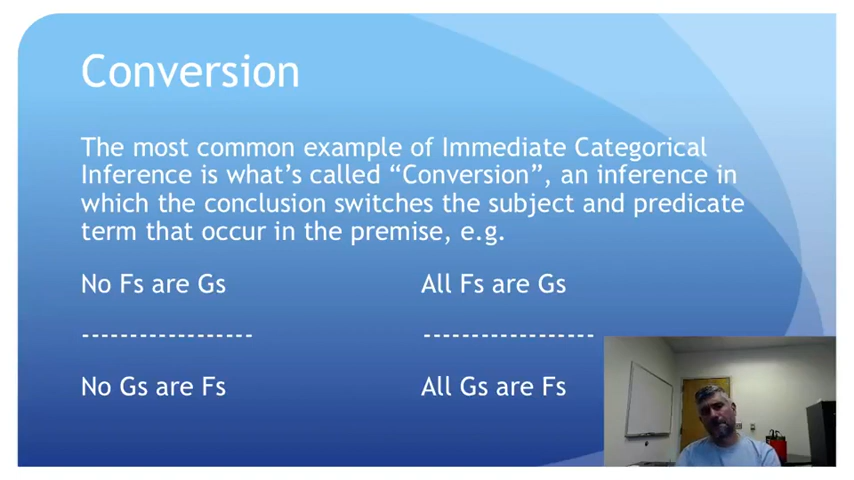 Conversion
The most common example of Immediate Categorical
Inference is what's called “Conversion”, an inference in
which the conclusion switches the subject and predicate
term that occur in the premise, e.g.
No Fs are Gs All Fs are Gs
------------------ ------------------
No Gs are Fs All Gs are Fs